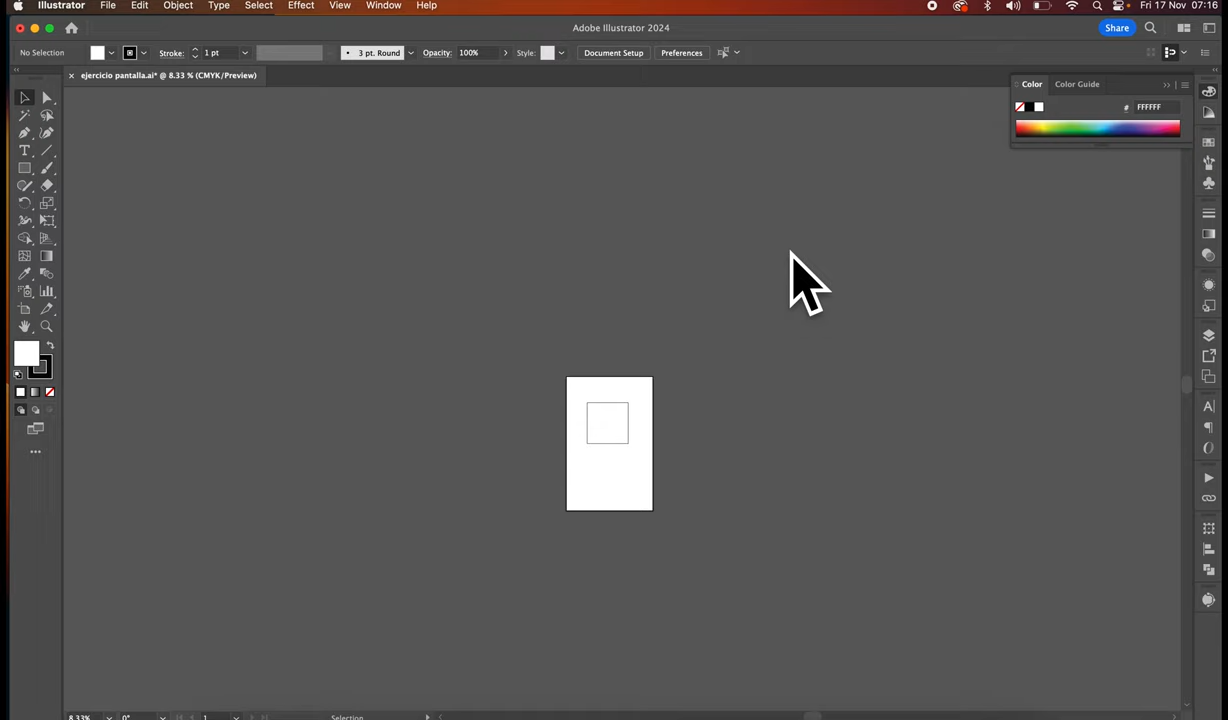 Illustrator File Edit Object Type Select Effect View Window Help Fri 17 Nov 07:16
Adobe Illustrator 2024 Share
No Selection Stroke: 1 pt 3 pt. Round Opacity: 100% Style: Document Setup Preferences
ejercicio pantalla.ai* @ 8.33 % (CMYK/Preview)
Color Color Guide
# FFFFFF
8.33% 0° 1 Selection